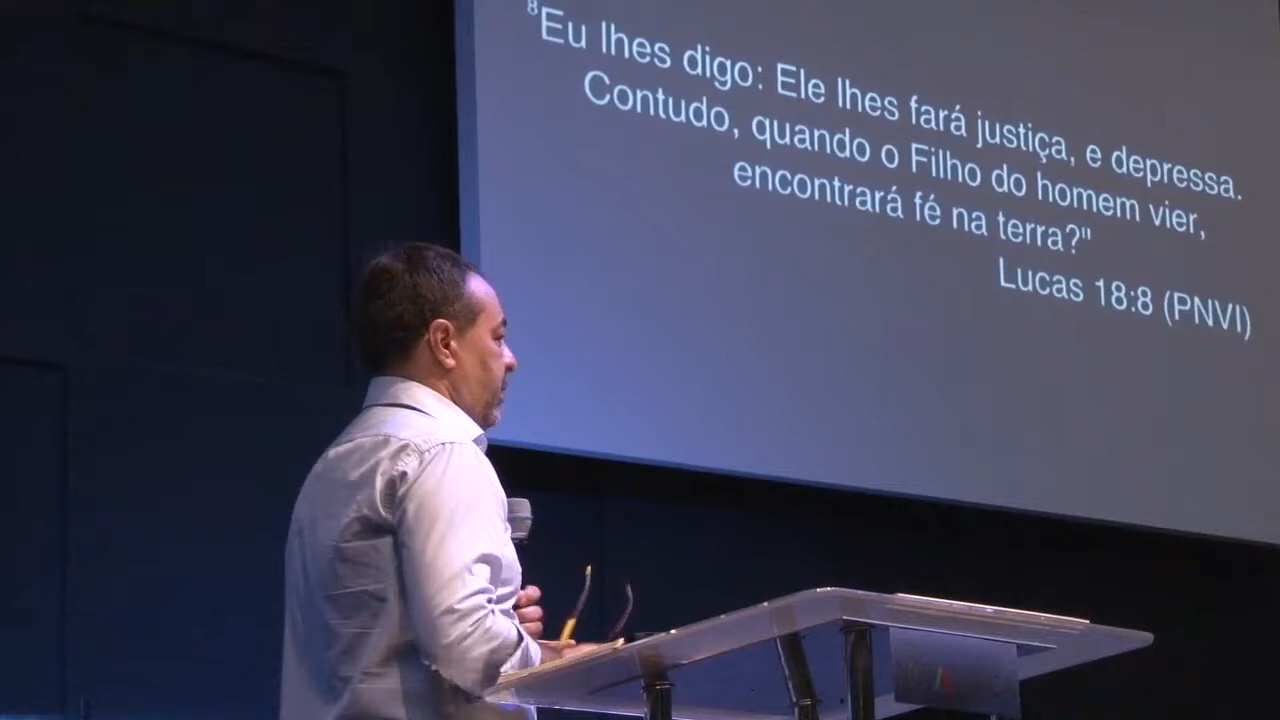 ⁸Eu lhes digo: Ele lhes fará justiça, e depressa.
Contudo, quando o Filho do homem vier,
encontrará fé na terra?"
Lucas 18:8 (PNVI)